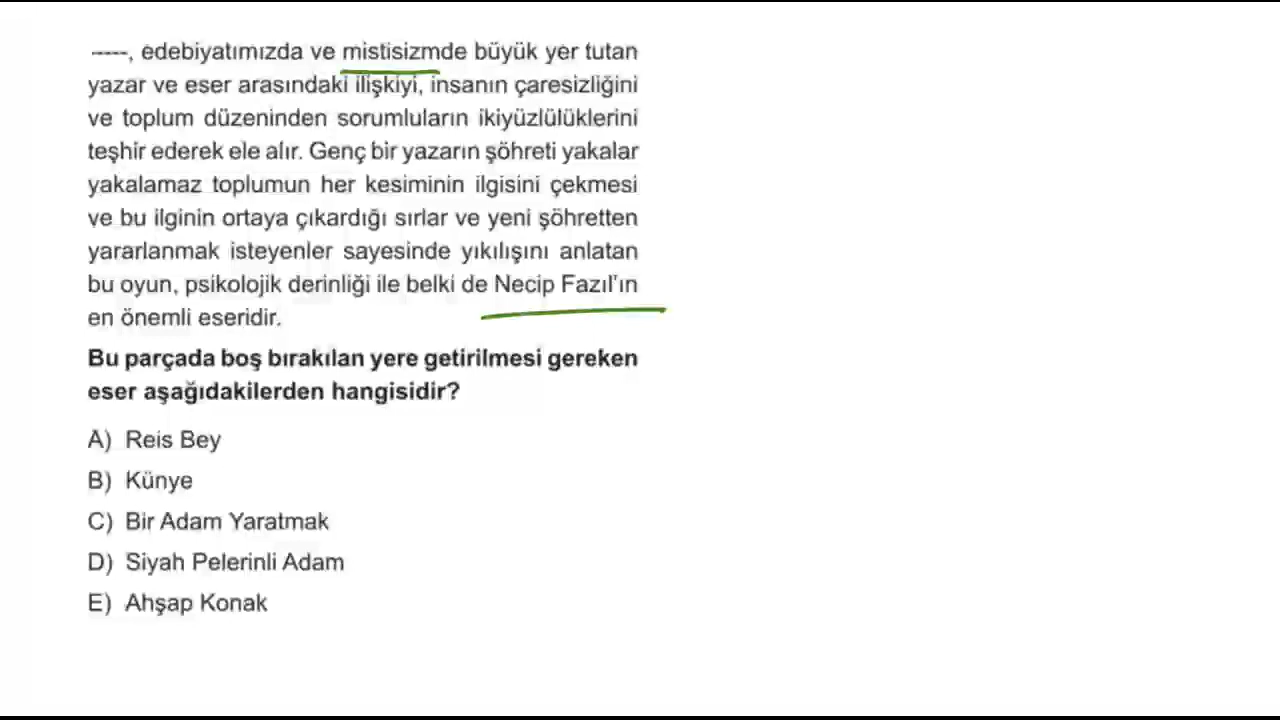 -----, edebiyatımızda ve mistisizmde büyük yer tutan
yazar ve eser arasındaki ilişkiyi, insanın çaresizliğini
ve toplum düzeninden sorumluların ikiyüzlülüklerini
teşhir ederek ele alır. Genç bir yazarın şöhreti yakalar
yakalamaz toplumun her kesiminin ilgisini çekmesi
ve bu ilginin ortaya çıkardığı sırlar ve yeni şöhretten
yararlanmak isteyenler sayesinde yıkılışını anlatan
bu oyun, psikolojik derinliği ile belki de Necip Fazıl'ın
en önemli eseridir.
Bu parçada boş bırakılan yere getirilmesi gereken
eser aşağıdakilerden hangisidir?
A) Reis Bey
B) Künye
C) Bir Adam Yaratmak
D) Siyah Pelerinli Adam
E) Ahşap Konak